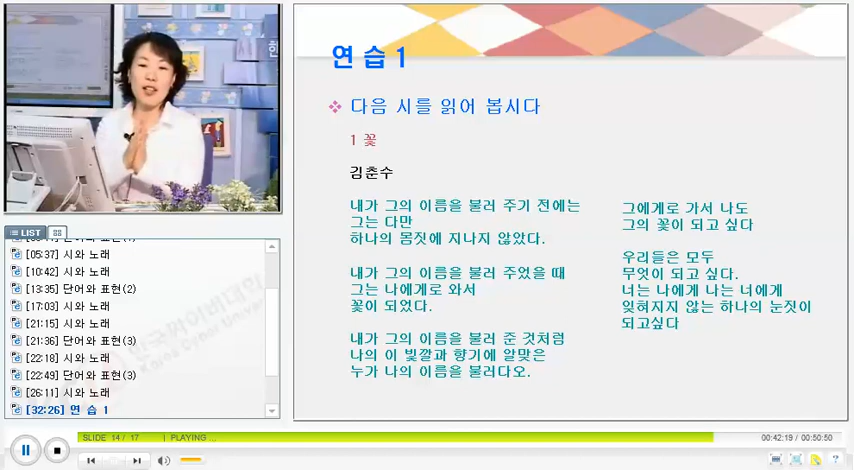 연 습 1
다음 시를 읽어 봅시다
1 꽃
김춘수
내가 그의 이름을 불러 주기 전에는
그는 다만
하나의 몸짓에 지나지 않았다.
내가 그의 이름을 불러 주었을 때
그는 나에게로 와서
꽃이 되었다.
내가 그의 이름을 불러 준 것처럼
나의 이 빛깔과 향기에 알맞은
누가 나의 이름을 불러다오.
그에게로 가서 나도
그의 꽃이 되고 싶다
우리들은 모두
무엇이 되고 싶다.
너는 나에게 나는 너에게
잊혀지지 않는 하나의 눈짓이
되고싶다
LIST
[05:37] 시와 노래
[10:42] 시와 노래
[13:35] 단어와 표현(2)
[17:03] 시와 노래
[21:15] 시와 노래
[21:36] 단어와 표현(3)
[22:18] 시와 노래
[22:49] 단어와 표현(3)
[26:11] 시와 노래
[32:26] 연 습 1
SLIDE 14 / 17 | PLAYING ...
00:42:19 / 00:50:50